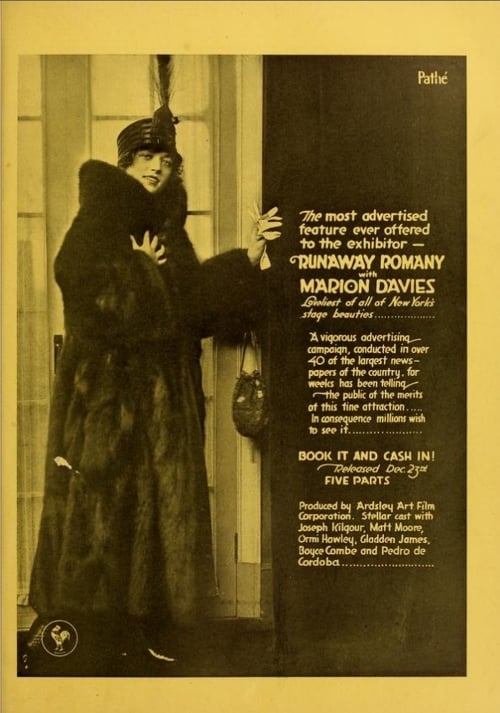 Pathé
The most advertised
feature ever offered
to the exhibitor —
RUNAWAY ROMANY
with
MARION DAVIES
Loveliest of all of New York's
stage beauties..................
A vigorous advertising
campaign, conducted in over
40 of the largest news-
papers of the country, for
weeks has been telling
the public of the merits
of this fine attraction.....
In consequence millions wish
to see it..................
BOOK IT AND CASH IN!
Released Dec. 23rd
FIVE PARTS
Produced by Ardsley Art Film
Corporation. Stellar cast with
Joseph Kilgour, Matt Moore,
Ormi Hawley, Gladden James,
Boyce Combe and Pedro de
Cordoba........................